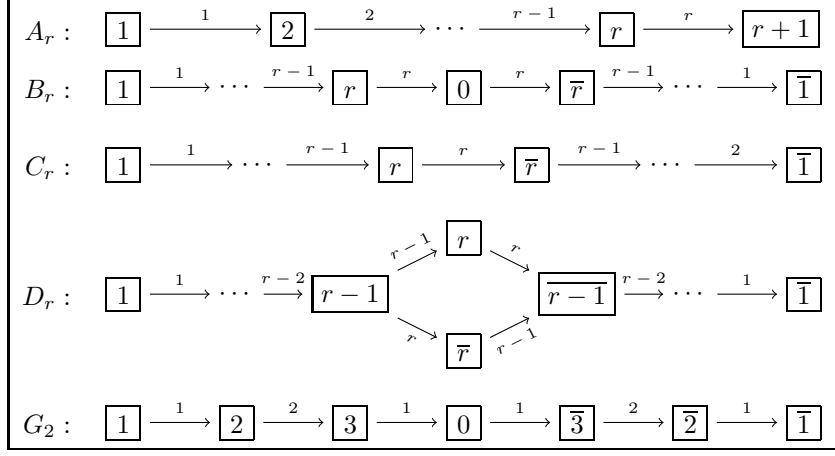 A_r : 1 1 2 2 ⋯ r − 1 r r r + 1
B_r : 1 1 ⋯ r − 1 r r 0 r r̅ r − 1 ⋯ 1 1̅
C_r : 1 1 ⋯ r − 1 r r r̅ r − 1 ⋯ 2 1̅
r
r − 1 r
D_r : 1 1 ⋯ r − 2 r − 1 \overline{r − 1} r − 2 ⋯ 1 1̅
r r − 1
r̅
G_2 : 1 1 2 2 3 1 0 1 3̅ 2 2̅ 1 1̅